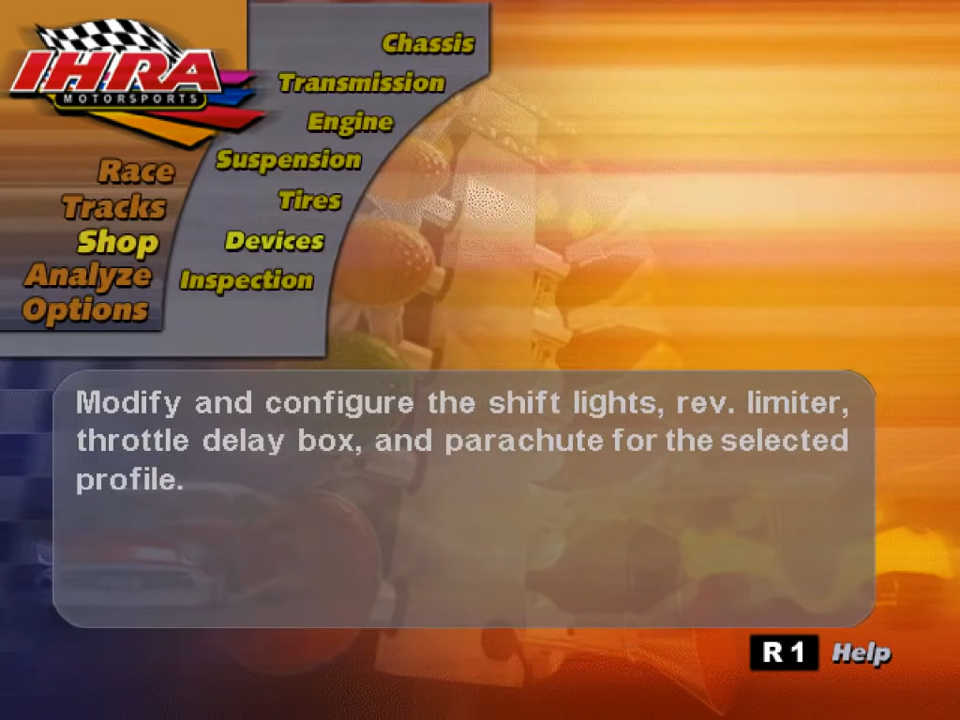 IHRA
MOTORSPORTS
Chassis
Transmission
Engine
Suspension
Tires
Devices
Inspection
Race
Tracks
Shop
Analyze
Options
Modify and configure the shift lights, rev. limiter,
throttle delay box, and parachute for the selected
profile.
R1 Help